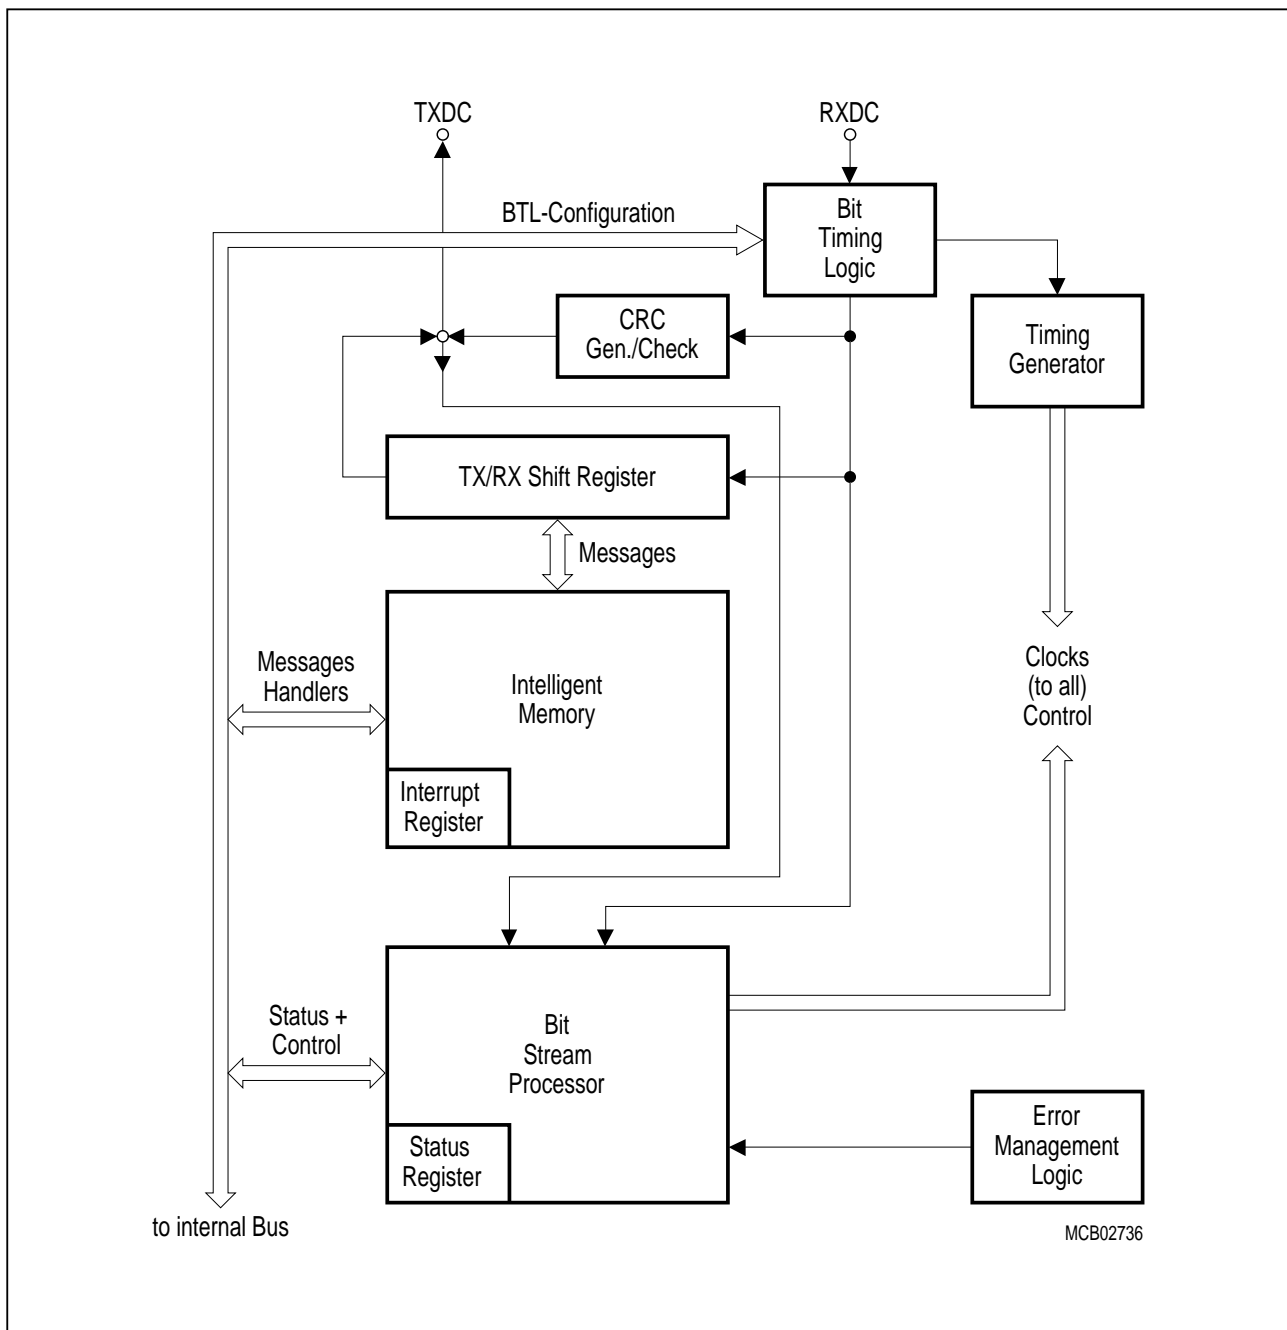 TXDC
RXDC
BTL-Configuration
Bit
Timing
Logic
CRC
Gen./Check
Timing
Generator
TX/RX Shift Register
Messages
Messages
Handlers
Intelligent
Memory
Clocks
(to all)
Control
Interrupt
Register
Status +
Control
Bit
Stream
Processor
Status
Register
Error
Management
Logic
to internal Bus
MCB02736